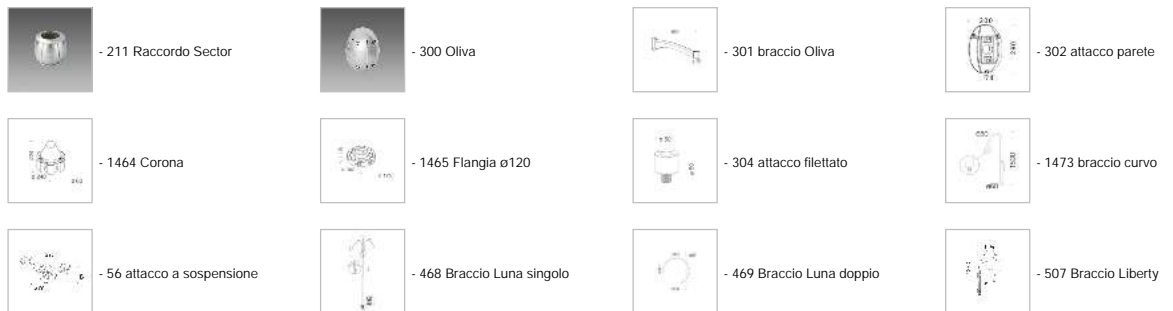 - 211 Raccordo Sector
- 300 Oliva
- 301 braccio Oliva
- 302 attacco parete
- 1464 Corona
- 1465 Flangia ø120
- 304 attacco filettato
- 1473 braccio curvo
- 56 attacco a sospensione
- 468 Braccio Luna singolo
- 469 Braccio Luna doppio
- 507 Braccio Liberty